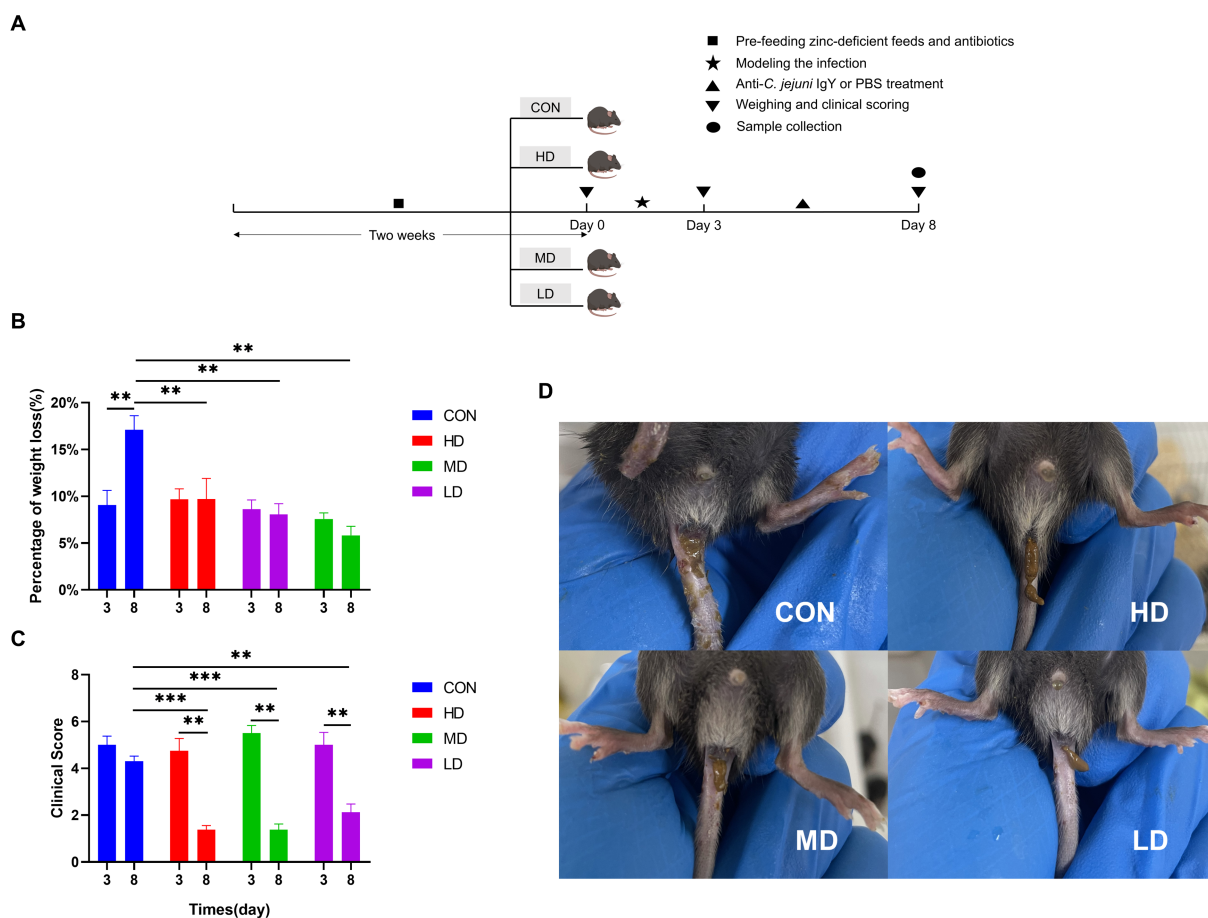 A
Pre-feeding zinc-deficient feeds and antibiotics
Modeling the infection
Anti-C. jejuni IgY or PBS treatment
Weighing and clinical scoring
Sample collection
CON
HD
Two weeks
Day 0
Day 3
Day 8
MD
LD
B
**
**
**
**
20%
15%
10%
5%
0%
Percentage of weight loss(%)
3 8 3 8 3 8 3 8
CON
HD
MD
LD
C
**
***
***
**
**
**
8
6
4
2
0
Clinical Score
3 8 3 8 3 8 3 8
Times(day)
CON
HD
MD
LD
D
CON
HD
MD
LD